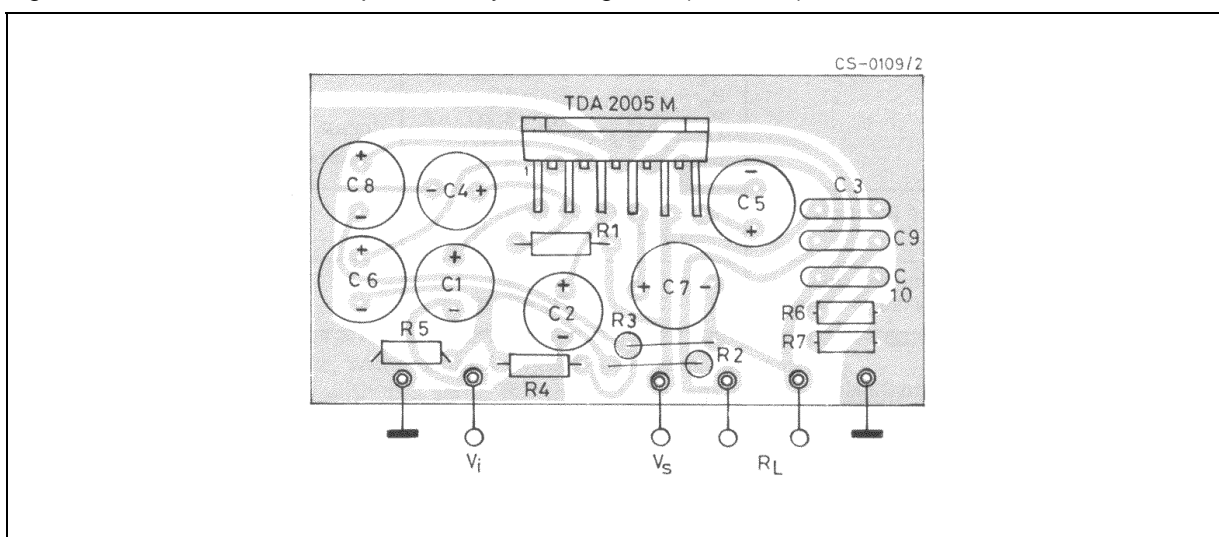 CS-0109/2
TDA 2005 M
1
+
C8
-
- C4 +
-
C5
+
C3
C9
C
10
R1
+
C6
-
+
C1
-
+
C2
-
+ C7 -
R3
R2
R6
R7
R5
R4
Vi
Vs
RL